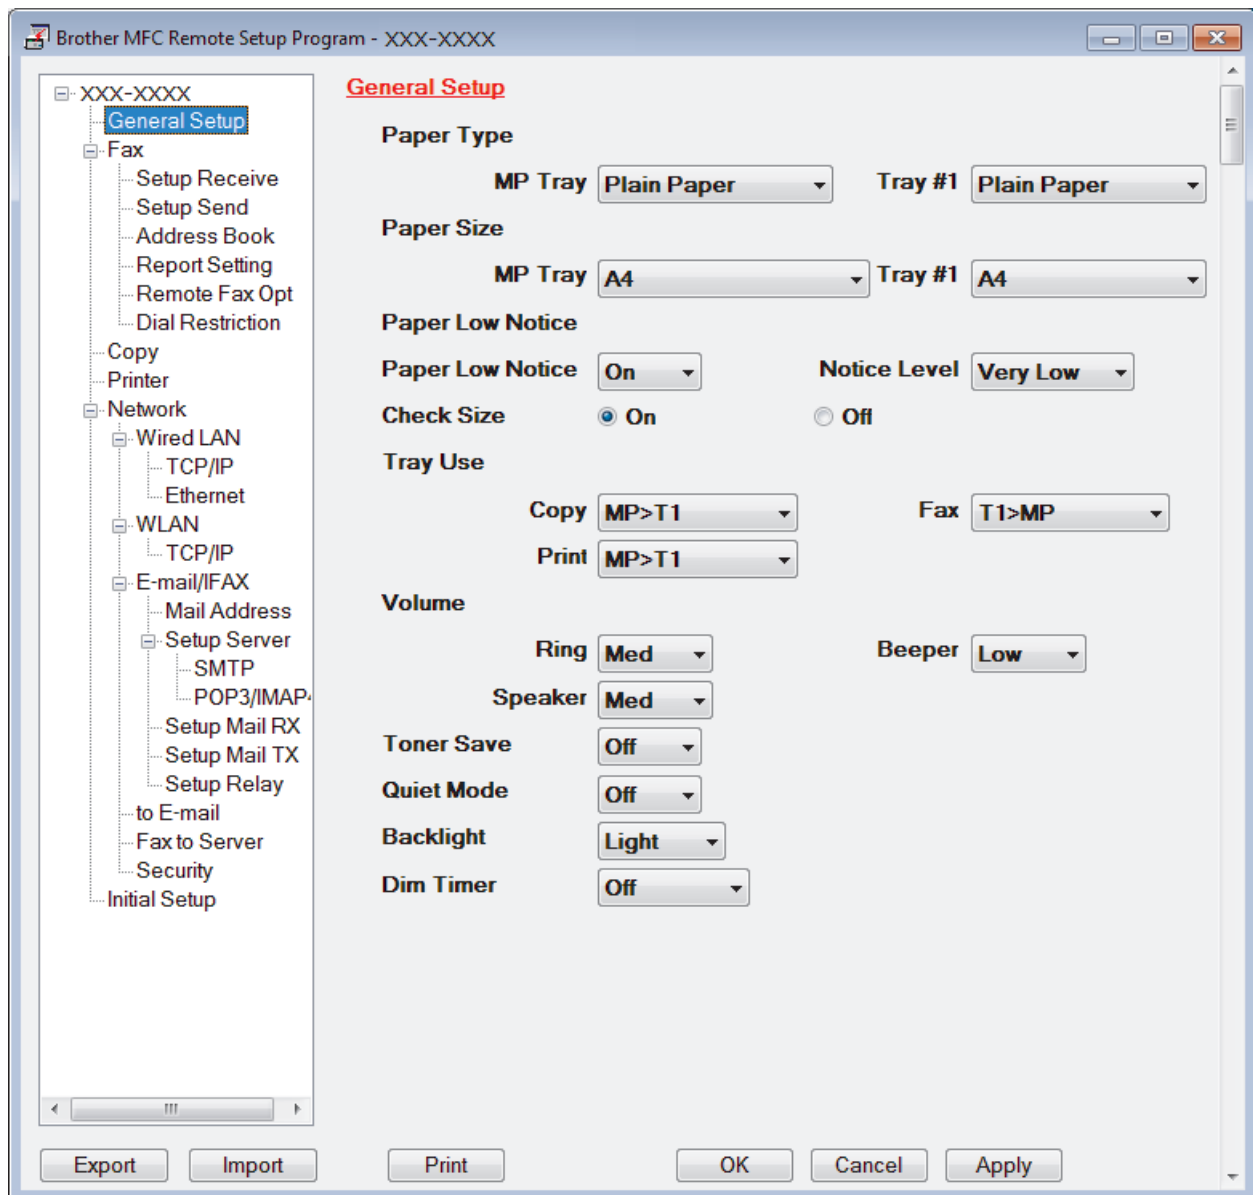 Brother MFC Remote Setup Program - XXX-XXXX
XXX-XXXX
General Setup
Fax
Setup Receive
Setup Send
Address Book
Report Setting
Remote Fax Opt
Dial Restriction
Copy
Printer
Network
Wired LAN
TCP/IP
Ethernet
WLAN
TCP/IP
E-mail/IFAX
Mail Address
Setup Server
SMTP
POP3/IMAP4
Setup Mail RX
Setup Mail TX
Setup Relay
to E-mail
Fax to Server
Security
Initial Setup
General Setup
Paper Type
MP Tray Plain Paper Tray #1 Plain Paper
Paper Size
MP Tray A4 Tray #1 A4
Paper Low Notice
Paper Low Notice On Notice Level Very Low
Check Size On Off
Tray Use
Copy MP>T1 Fax T1>MP
Print MP>T1
Volume
Ring Med Beeper Low
Speaker Med
Toner Save Off
Quiet Mode Off
Backlight Light
Dim Timer Off
Export Import Print OK Cancel Apply